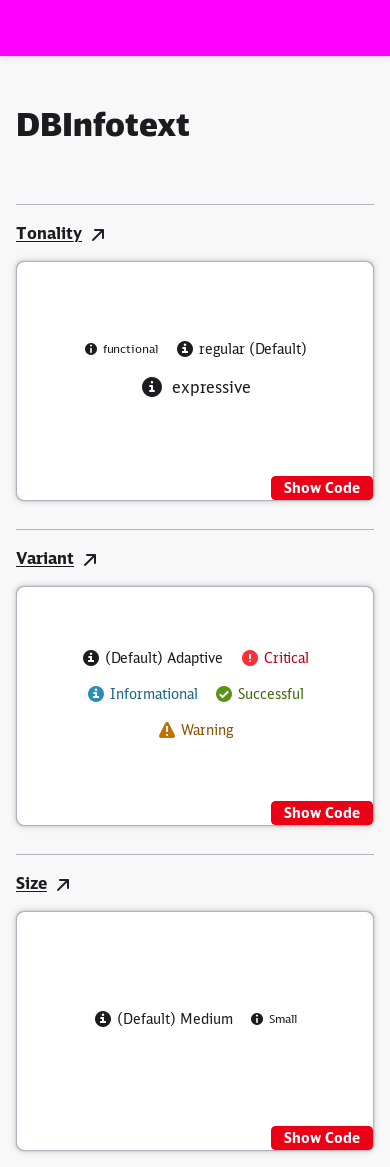 DBInfotext
Tonality
functional regular (Default)
expressive
Show Code
Variant
(Default) Adaptive Critical
Informational Successful
Warning
Show Code
Size
(Default) Medium Small
Show Code